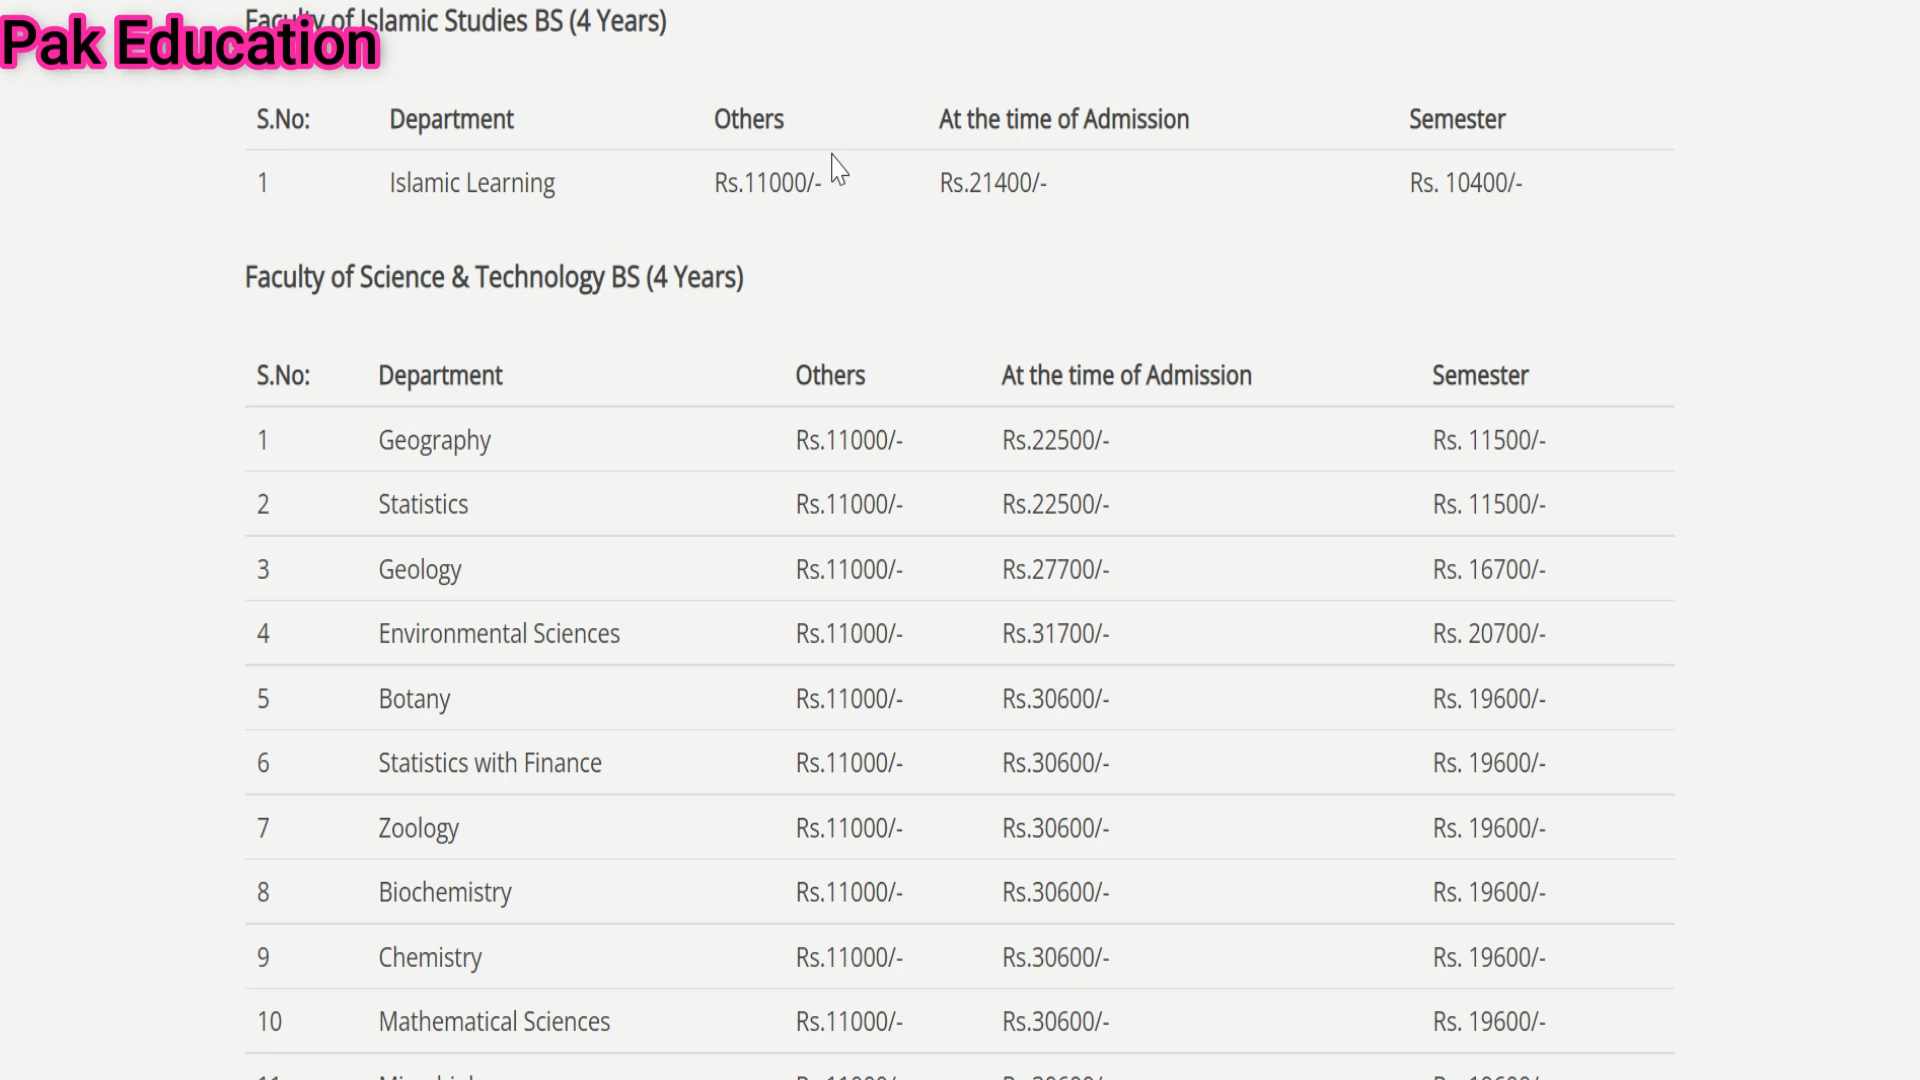 Faculty of Islamic Studies BS (4 Years)
Pak Education
S.No: Department Others At the time of Admission Semester
1 Islamic Learning Rs.11000/- Rs.21400/- Rs. 10400/-
Faculty of Science & Technology BS (4 Years)
S.No: Department Others At the time of Admission Semester
1 Geography Rs.11000/- Rs.22500/- Rs. 11500/-
2 Statistics Rs.11000/- Rs.22500/- Rs. 11500/-
3 Geology Rs.11000/- Rs.27700/- Rs. 16700/-
4 Environmental Sciences Rs.11000/- Rs.31700/- Rs. 20700/-
5 Botany Rs.11000/- Rs.30600/- Rs. 19600/-
6 Statistics with Finance Rs.11000/- Rs.30600/- Rs. 19600/-
7 Zoology Rs.11000/- Rs.30600/- Rs. 19600/-
8 Biochemistry Rs.11000/- Rs.30600/- Rs. 19600/-
9 Chemistry Rs.11000/- Rs.30600/- Rs. 19600/-
10 Mathematical Sciences Rs.11000/- Rs.30600/- Rs. 19600/-